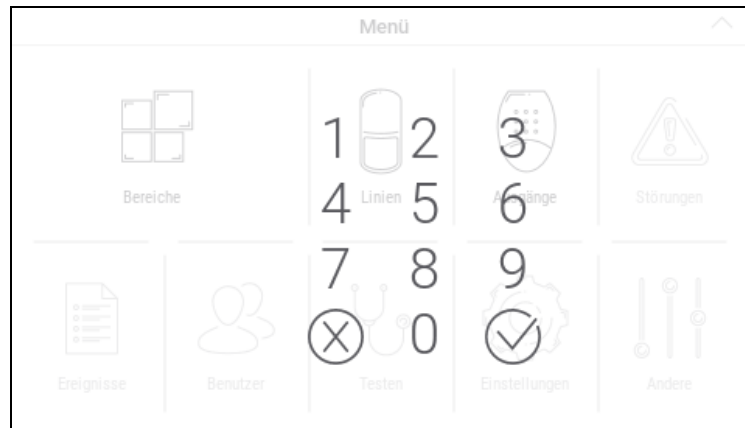 Menü
1 2 3
Bereiche Linien Ausgänge Störungen
4 5 6
7 8 9
0
Ereignisse Benutzer Testen Einstellungen Andere